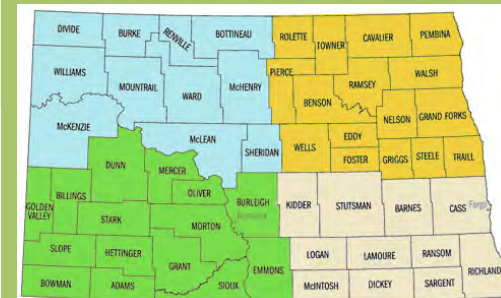 DIVIDE BURKE RENVILLE BOTTINEAU ROLETTE TOWNER CAVALIER PEMBINA
WILLIAMS MOUNTRAIL WARD McHENRY PIERCE BENSON RAMSEY WALSH
NELSON GRAND FORKS
McKENZIE McLEAN SHERIDAN WELLS EDDY FOSTER GRIGGS STEELE TRAILL
DUNN MERCER OLIVER
GOLDEN VALLEY BILLINGS STARK MORTON BURLEIGH Bismarck KIDDER STUTSMAN BARNES CASS Fargo
SLOPE HETTINGER GRANT EMMONS LOGAN LAMOURE RANSOM RICHLAND
BOWMAN ADAMS SIOUX McINTOSH DICKEY SARGENT